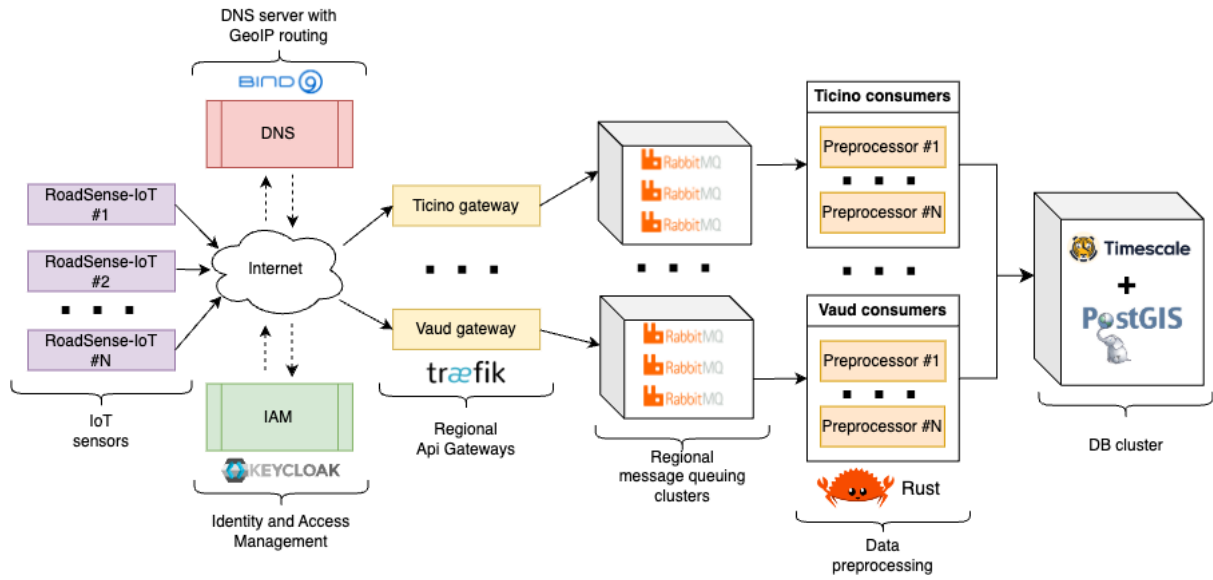 DNS server with
GeoIP routing
BIND 9
DNS
RoadSense-IoT
#1
RoadSense-IoT
#2
RoadSense-IoT
#N
IoT
sensors
Internet
IAM
KEYCLOAK
Identity and Access
Management
Ticino gateway
Vaud gateway
træfik
Regional
Api Gateways
RabbitMQ
RabbitMQ
RabbitMQ
RabbitMQ
RabbitMQ
RabbitMQ
Regional
message queuing
clusters
Ticino consumers
Preprocessor #1
Preprocessor #N
Vaud consumers
Preprocessor #1
Preprocessor #N
Rust
Data
preprocessing
Timescale
+
PostGIS
DB cluster